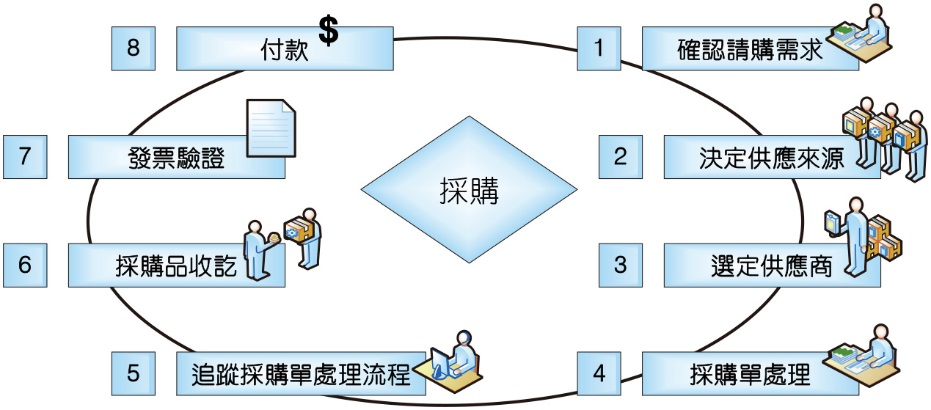 採購
1 確認請購需求
2 決定供應來源
3 選定供應商
4 採購單處理
5 追蹤採購單處理流程
6 採購品收訖
7 發票驗證
8 付款 $